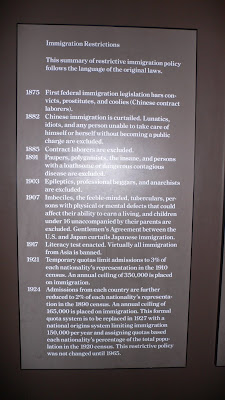 Immigration Restrictions
This summary of restrictive immigration policy
follows the language of the original laws.
1875 First federal immigration legislation bars con-
victs, prostitutes, and coolies (Chinese contract
laborers).
1882 Chinese immigration is curtailed. Lunatics,
idiots, and any person unable to take care of
himself or herself without becoming a public
charge are excluded.
1885 Contract laborers are excluded.
1891 Paupers, polygamists, the insane, and persons
with a loathsome or dangerous contagious
disease are excluded.
1903 Epileptics, professional beggars, and anarchists
are excluded.
1907 Imbeciles, the feeble-minded, tuberculars, per-
sons with physical or mental defects that could
affect their ability to earn a living, and children
under 16 unaccompanied by their parents are
excluded. Gentlemen's Agreement between the
U.S. and Japan curtails Japanese immigration.
1917 Literacy test enacted. Virtually all immigration
from Asia is banned.
1921 Temporary quotas limit admissions to 3% of
each nationality's representation in the 1910
census. An annual ceiling of 350,000 is placed
on immigration.
1924 Admissions from each country are further
reduced to 2% of each nationality's representa-
tion in the 1890 census. An annual ceiling of
165,000 is placed on immigration. This formal
quota system is to be replaced in 1927 with a
national origins system limiting immigration
150,000 per year and assigning quotas based
each nationality's percentage of the total popu-
lation in the 1920 census. This restrictive policy
was not changed until 1965.